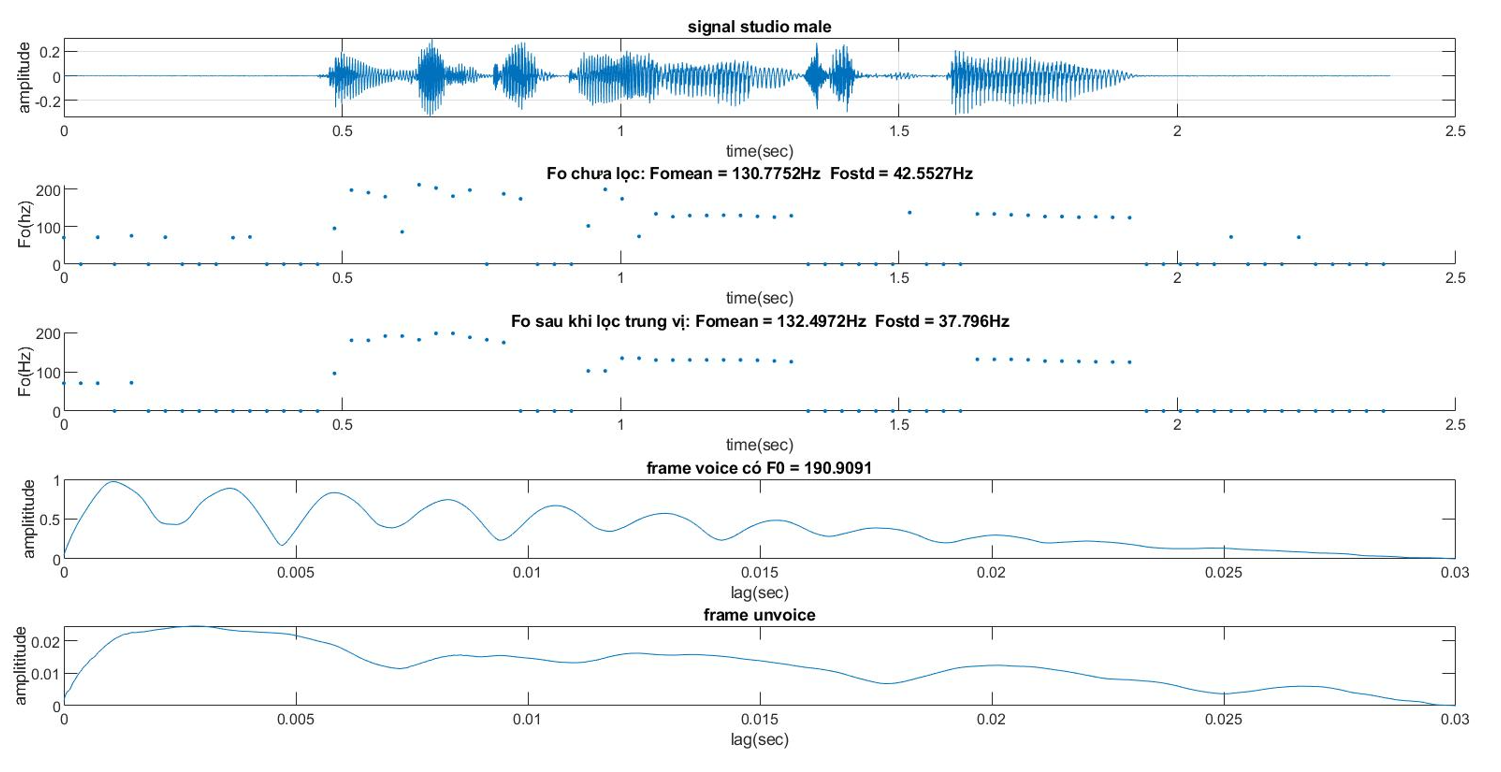 signal studio male
amplitude
0.2
0
-0.2
0 0.5 1 1.5 2 2.5
time(sec)
Fo chưa lọc: Fomean = 130.7752Hz Fostd = 42.5527Hz
Fo(hz)
200
100
0
0 0.5 1 1.5 2 2.5
time(sec)
Fo sau khi lọc trung vị: Fomean = 132.4972Hz Fostd = 37.796Hz
Fo(Hz)
200
100
0
0 0.5 1 1.5 2 2.5
time(sec)
frame voice có F0 = 190.9091
amplititude
1
0.5
0
0 0.005 0.01 0.015 0.02 0.025 0.03
lag(sec)
frame unvoice
amplititude
0.02
0.01
0
0 0.005 0.01 0.015 0.02 0.025 0.03
lag(sec)